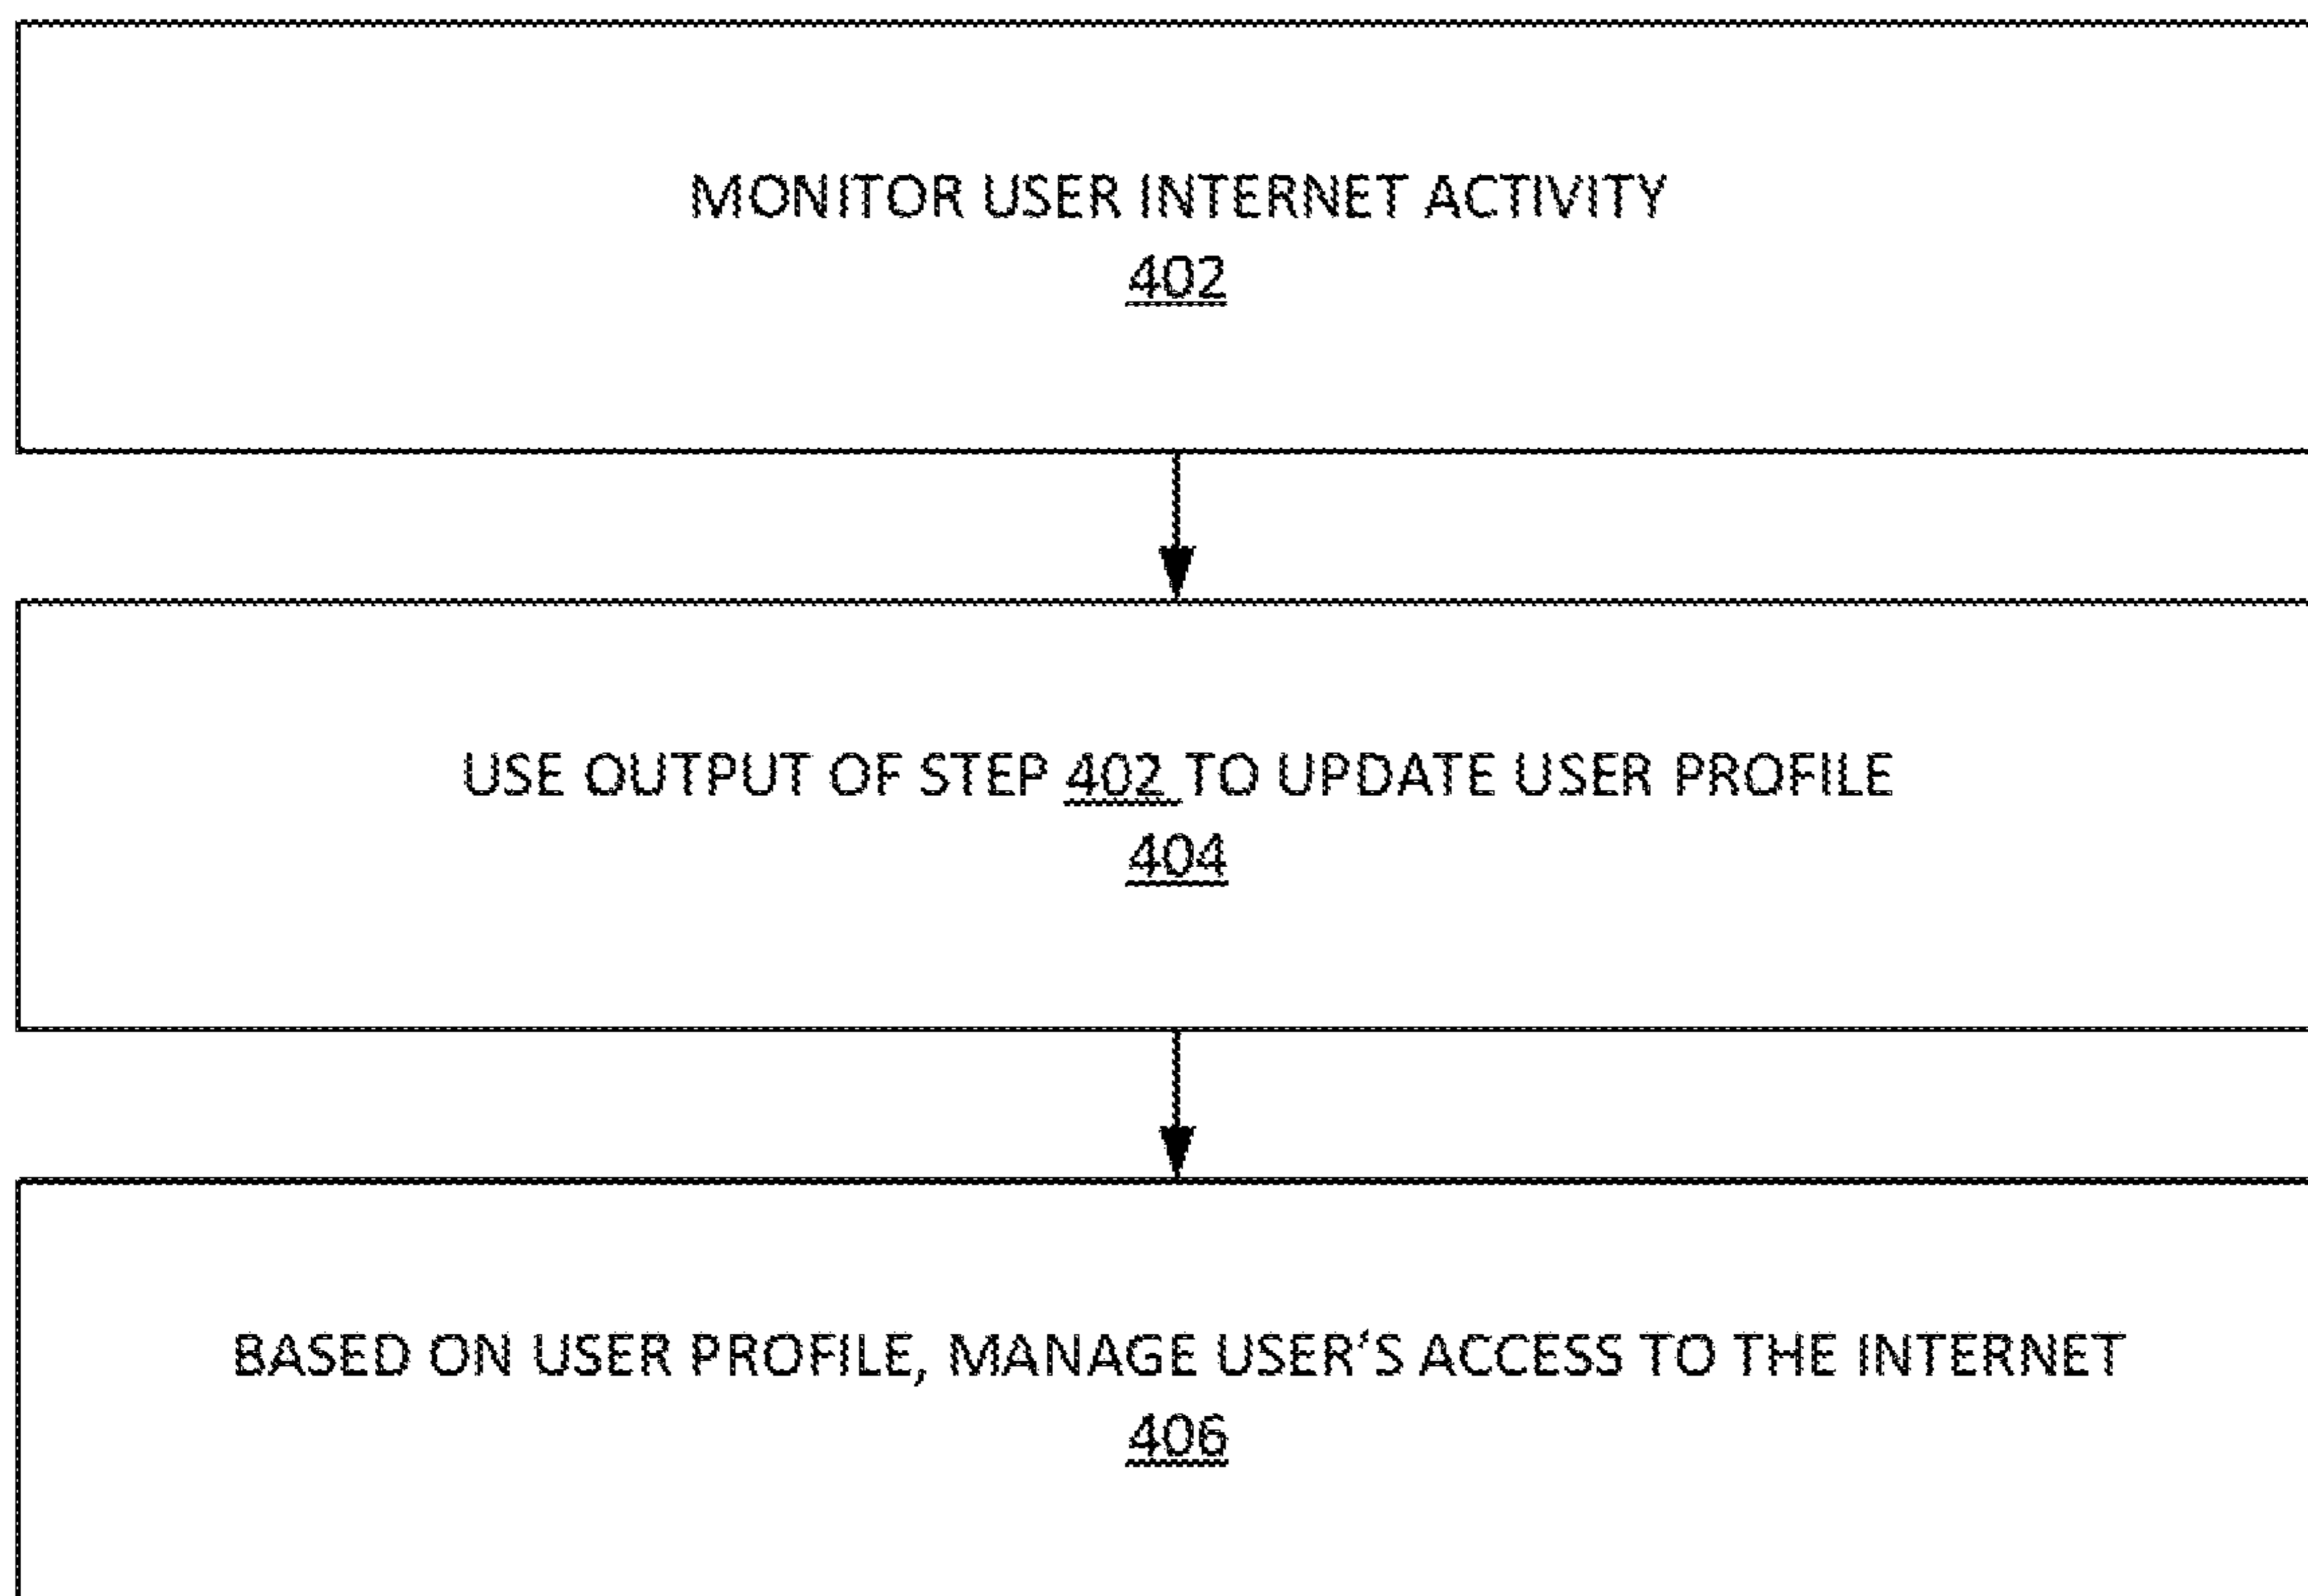 MONITOR USER INTERNET ACTIVITY
402
USE OUTPUT OF STEP 402 TO UPDATE USER PROFILE
404
BASED ON USER PROFILE, MANAGE USER‘S ACCESS TO THE INTERNET
406